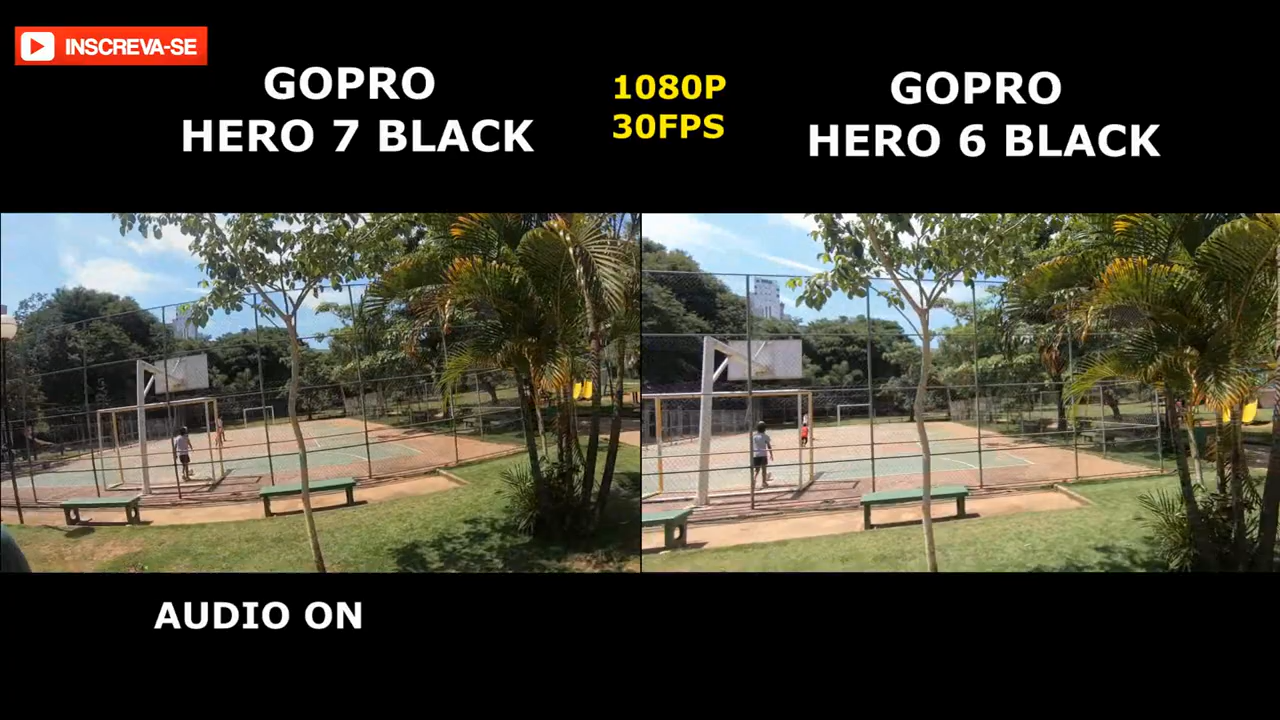 INSCREVA-SE
GOPRO
HERO 7 BLACK
1080P
30FPS
GOPRO
HERO 6 BLACK
AUDIO ON